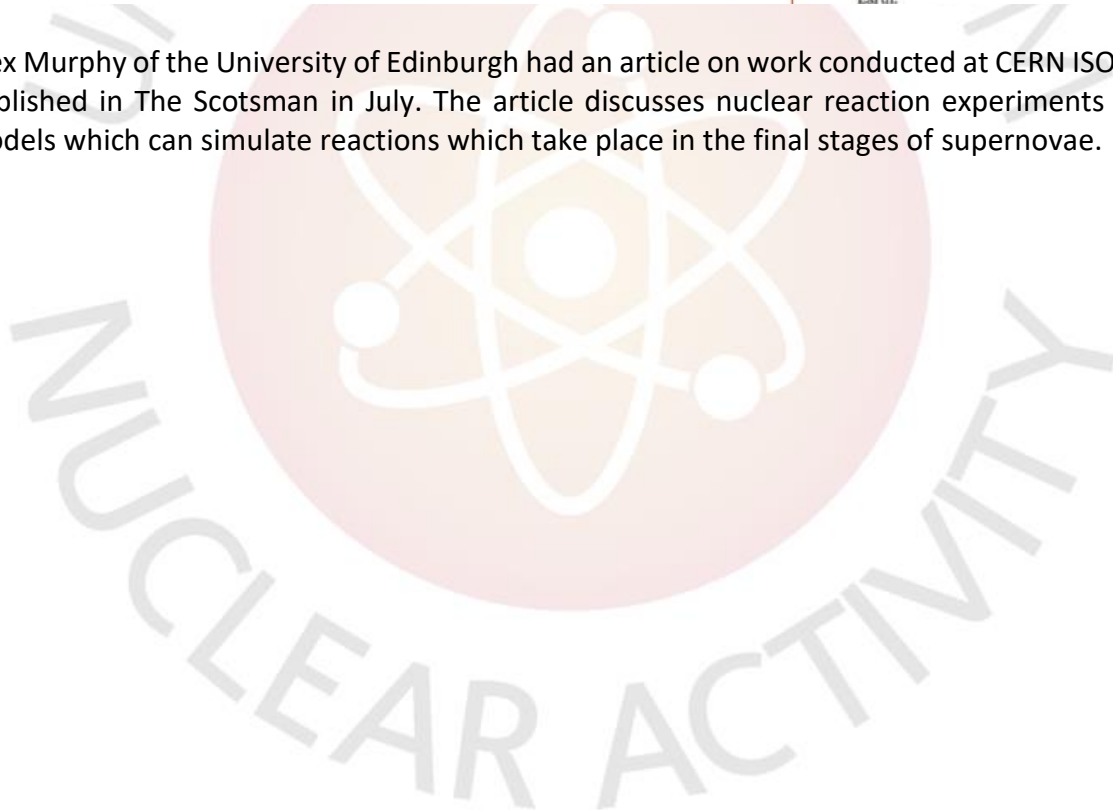 ex Murphy of the University of Edinburgh had an article on work conducted at CERN ISO
blished in The Scotsman in July. The article discusses nuclear reaction experiments
odels which can simulate reactions which take place in the final stages of supernovae.
NUCLEAR ACTIVITY